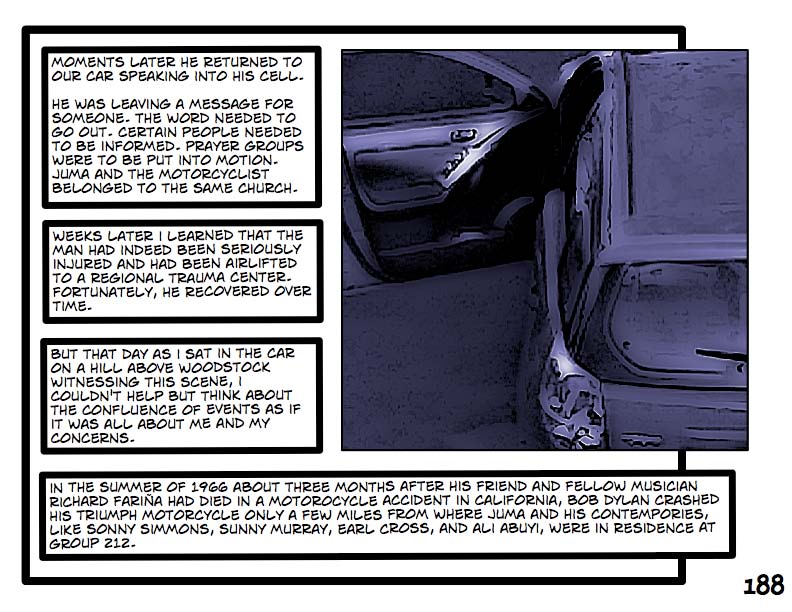 MOMENTS LATER HE RETURNED TO
OUR CAR SPEAKING INTO HIS CELL.
HE WAS LEAVING A MESSAGE FOR
SOMEONE. THE WORD NEEDED TO
GO OUT. CERTAIN PEOPLE NEEDED
TO BE INFORMED. PRAYER GROUPS
WERE TO BE PUT INTO MOTION.
JUMA AND THE MOTORCYCLIST
BELONGED TO THE SAME CHURCH.
WEEKS LATER I LEARNED THAT THE
MAN HAD INDEED BEEN SERIOUSLY
INJURED AND HAD BEEN AIRLIFTED
TO A REGIONAL TRAUMA CENTER.
FORTUNATELY, HE RECOVERED OVER
TIME.
BUT THAT DAY AS I SAT IN THE CAR
ON A HILL ABOVE WOODSTOCK
WITNESSING THIS SCENE, I
COULDN'T HELP BUT THINK ABOUT
THE CONFLUENCE OF EVENTS AS IF
IT WAS ALL ABOUT ME AND MY
CONCERNS.
IN THE SUMMER OF 1966 ABOUT THREE MONTHS AFTER HIS FRIEND AND FELLOW MUSICIAN
RICHARD FARIÑA HAD DIED IN A MOTOROCYCLE ACCIDENT IN CALIFORNIA, BOB DYLAN CRASHED
HIS TRIUMPH MOTORCYCLE ONLY A FEW MILES FROM WHERE JUMA AND HIS CONTEMPORIES,
LIKE SONNY SIMMONS, SUNNY MURRAY, EARL CROSS, AND ALI ABUYI, WERE IN RESIDENCE AT
GROUP 212.
188